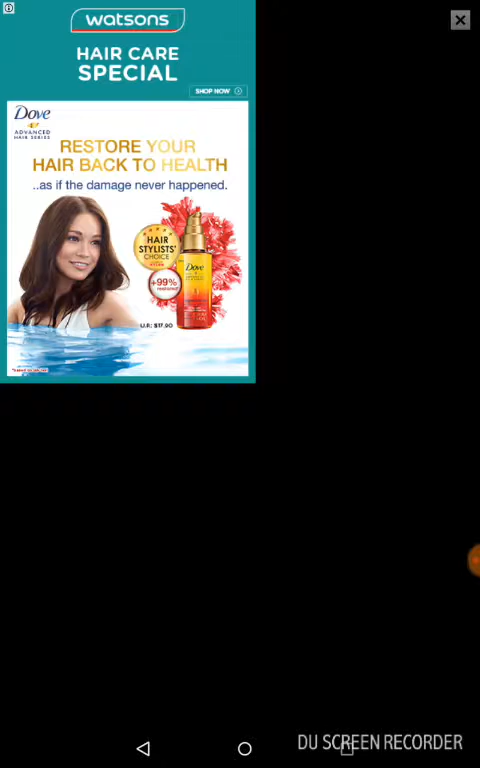 watsons
HAIR CARE
SPECIAL
SHOP NOW
Dove
ADVANCED
HAIR SERIES
RESTORE YOUR
HAIR BACK TO HEALTH
..as if the damage never happened.
HAIR
STYLISTS'
CHOICE
+99%
restored
Dove
U.P.: $17.90
DU SCREEN RECORDER